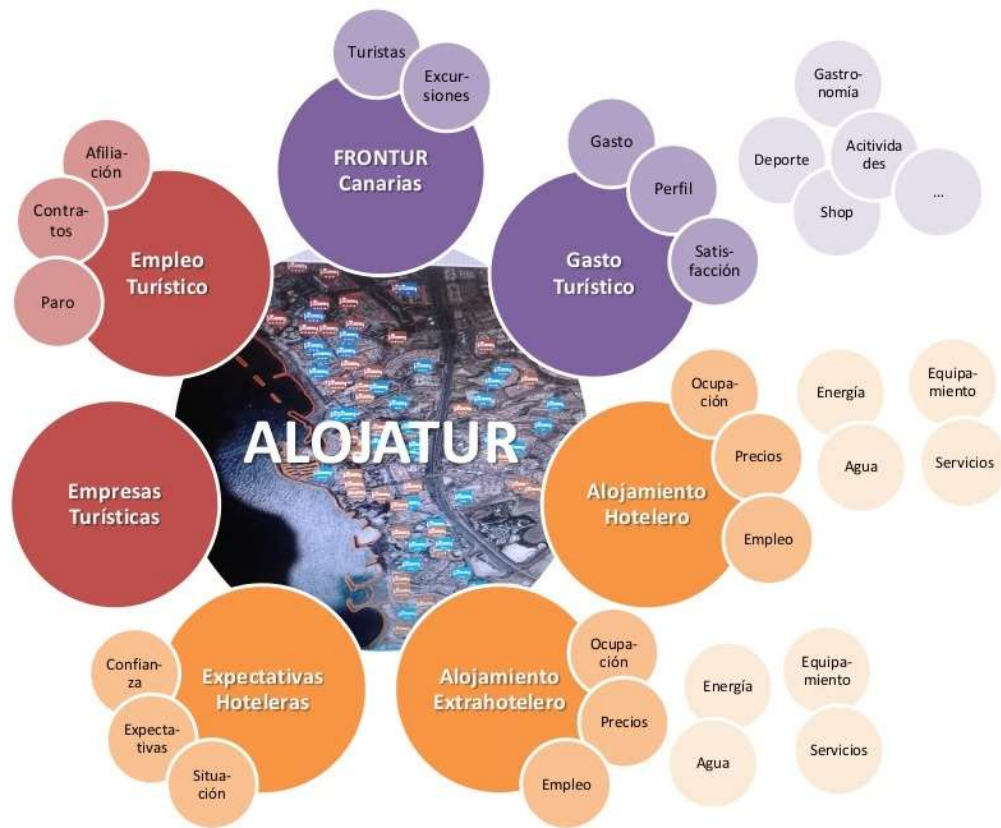 Turistas
Excur-
siones
FRONTUR
Canarias
Gastro-
nomía
Deporte
Acitivida
des
Shop
...
Gasto
Perfil
Satis-
facción
Gasto
Turístico
Afilia-
ción
Contra-
tos
Paro
Empleo
Turístico
ALOJATUR
Ocupa-
ción
Precios
Empleo
Alojamiento
Hotelero
Energía
Equipa-
miento
Agua
Servicios
Empresas
Turísticas
Confian-
za
Expecta-
tivas
Situa-
ción
Expectativas
Hoteleras
Alojamiento
Extrahotelero
Ocupa-
ción
Precios
Empleo
Energía
Equipa-
miento
Agua
Servicios